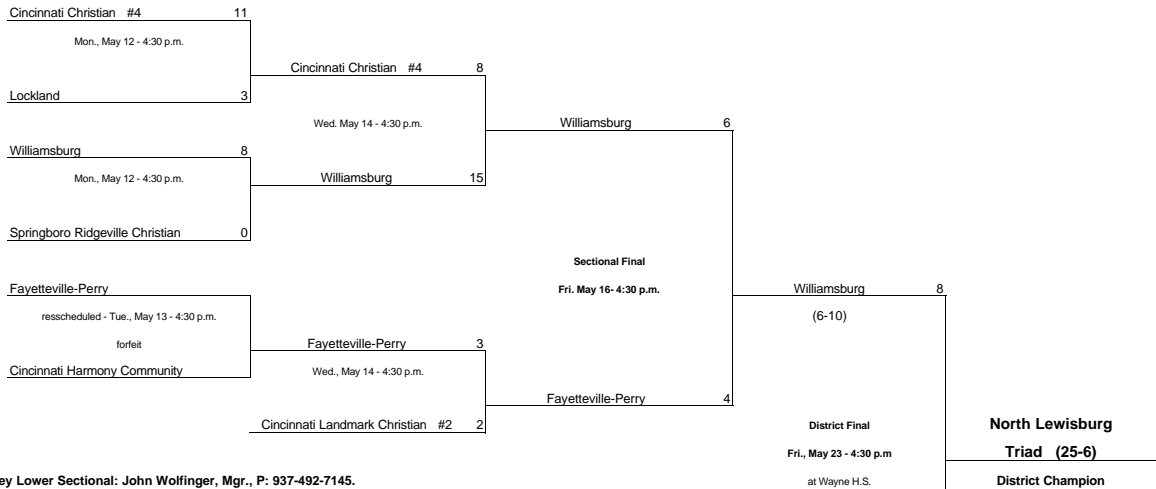 Cincinnati Christian #4 11
Mon., May 12 - 4:30 p.m.
Cincinnati Christian #4 8
Lockland 3
Wed. May 14 - 4:30 p.m.
Williamsburg 6
Williamsburg 8
Mon., May 12 - 4:30 p.m.
Williamsburg 15
Springboro Ridgeville Christian 0
Sectional Final
Fri. May 16- 4:30 p.m.
Fayetteville-Perry
Williamsburg 8
resscheduled - Tue., May 13 - 4:30 p.m.
(6-10)
forfeit
Fayetteville-Perry 3
Cincinnati Harmony Community
Wed., May 14 - 4:30 p.m.
Fayetteville-Perry 4
Cincinnati Landmark Christian #2 2
District Final
North Lewisburg
Fri., May 23 - 4:30 p.m
Triad (25-6)
ey Lower Sectional: John Wolfinger, Mgr., P: 937-492-7145.
at Wayne H.S.
District Champion